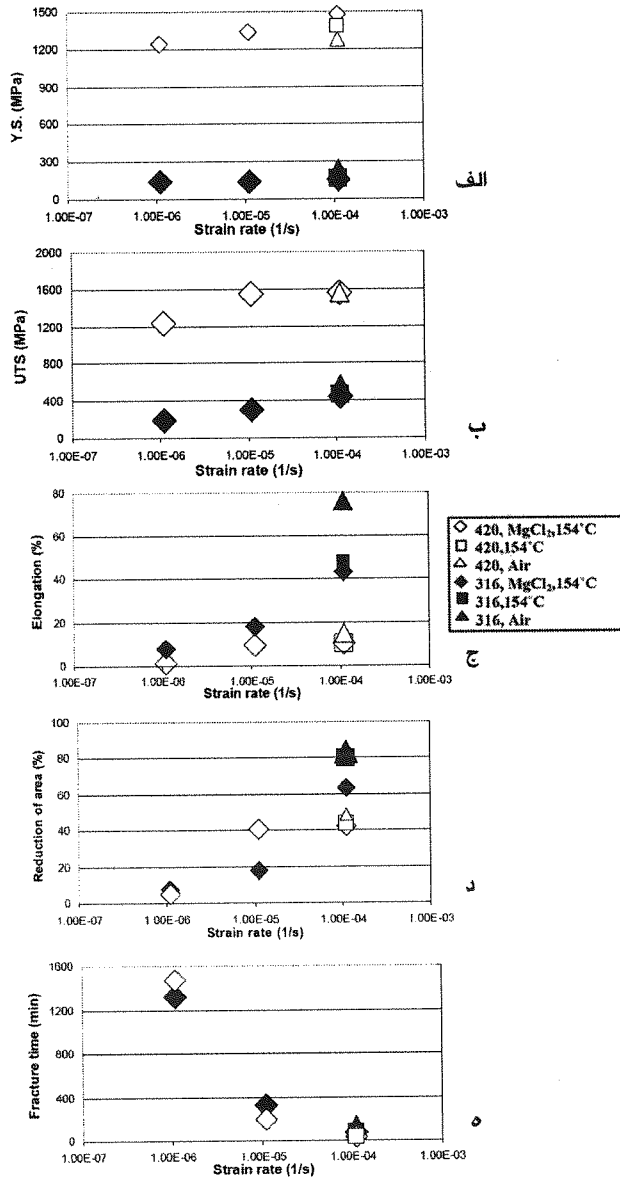 1500
1200
900
600
300
0
Y.S. (MPa)
1.00E-07 1.00E-06 1.00E-05 1.00E-04 1.00E-03
Strain rate (1/s)
الف
2000
1600
1200
800
400
0
UTS (MPa)
1.00E-07 1.00E-06 1.00E-05 1.00E-04 1.00E-03
Strain rate (1/s)
ب
80
60
40
20
0
Elongation (%)
1.00E-07 1.00E-06 1.00E-05 1.00E-04 1.00E-03
Strain rate (1/s)
420, MgCl₂,154°C
420,154°C
420, Air
316, MgCl₂,154°C
316,154°C
316, Air
ج
100
80
60
40
20
0
Reduction of area (%)
1.00E-07 1.00E-06 1.00E-05 1.00E-04 1.00E-03
Strain rate (1/s)
د
1600
1200
800
400
0
Fracture time (min)
1.00E-07 1.00E-06 1.00E-05 1.00E-04 1.00E-03
Strain rate (1/s)
ه